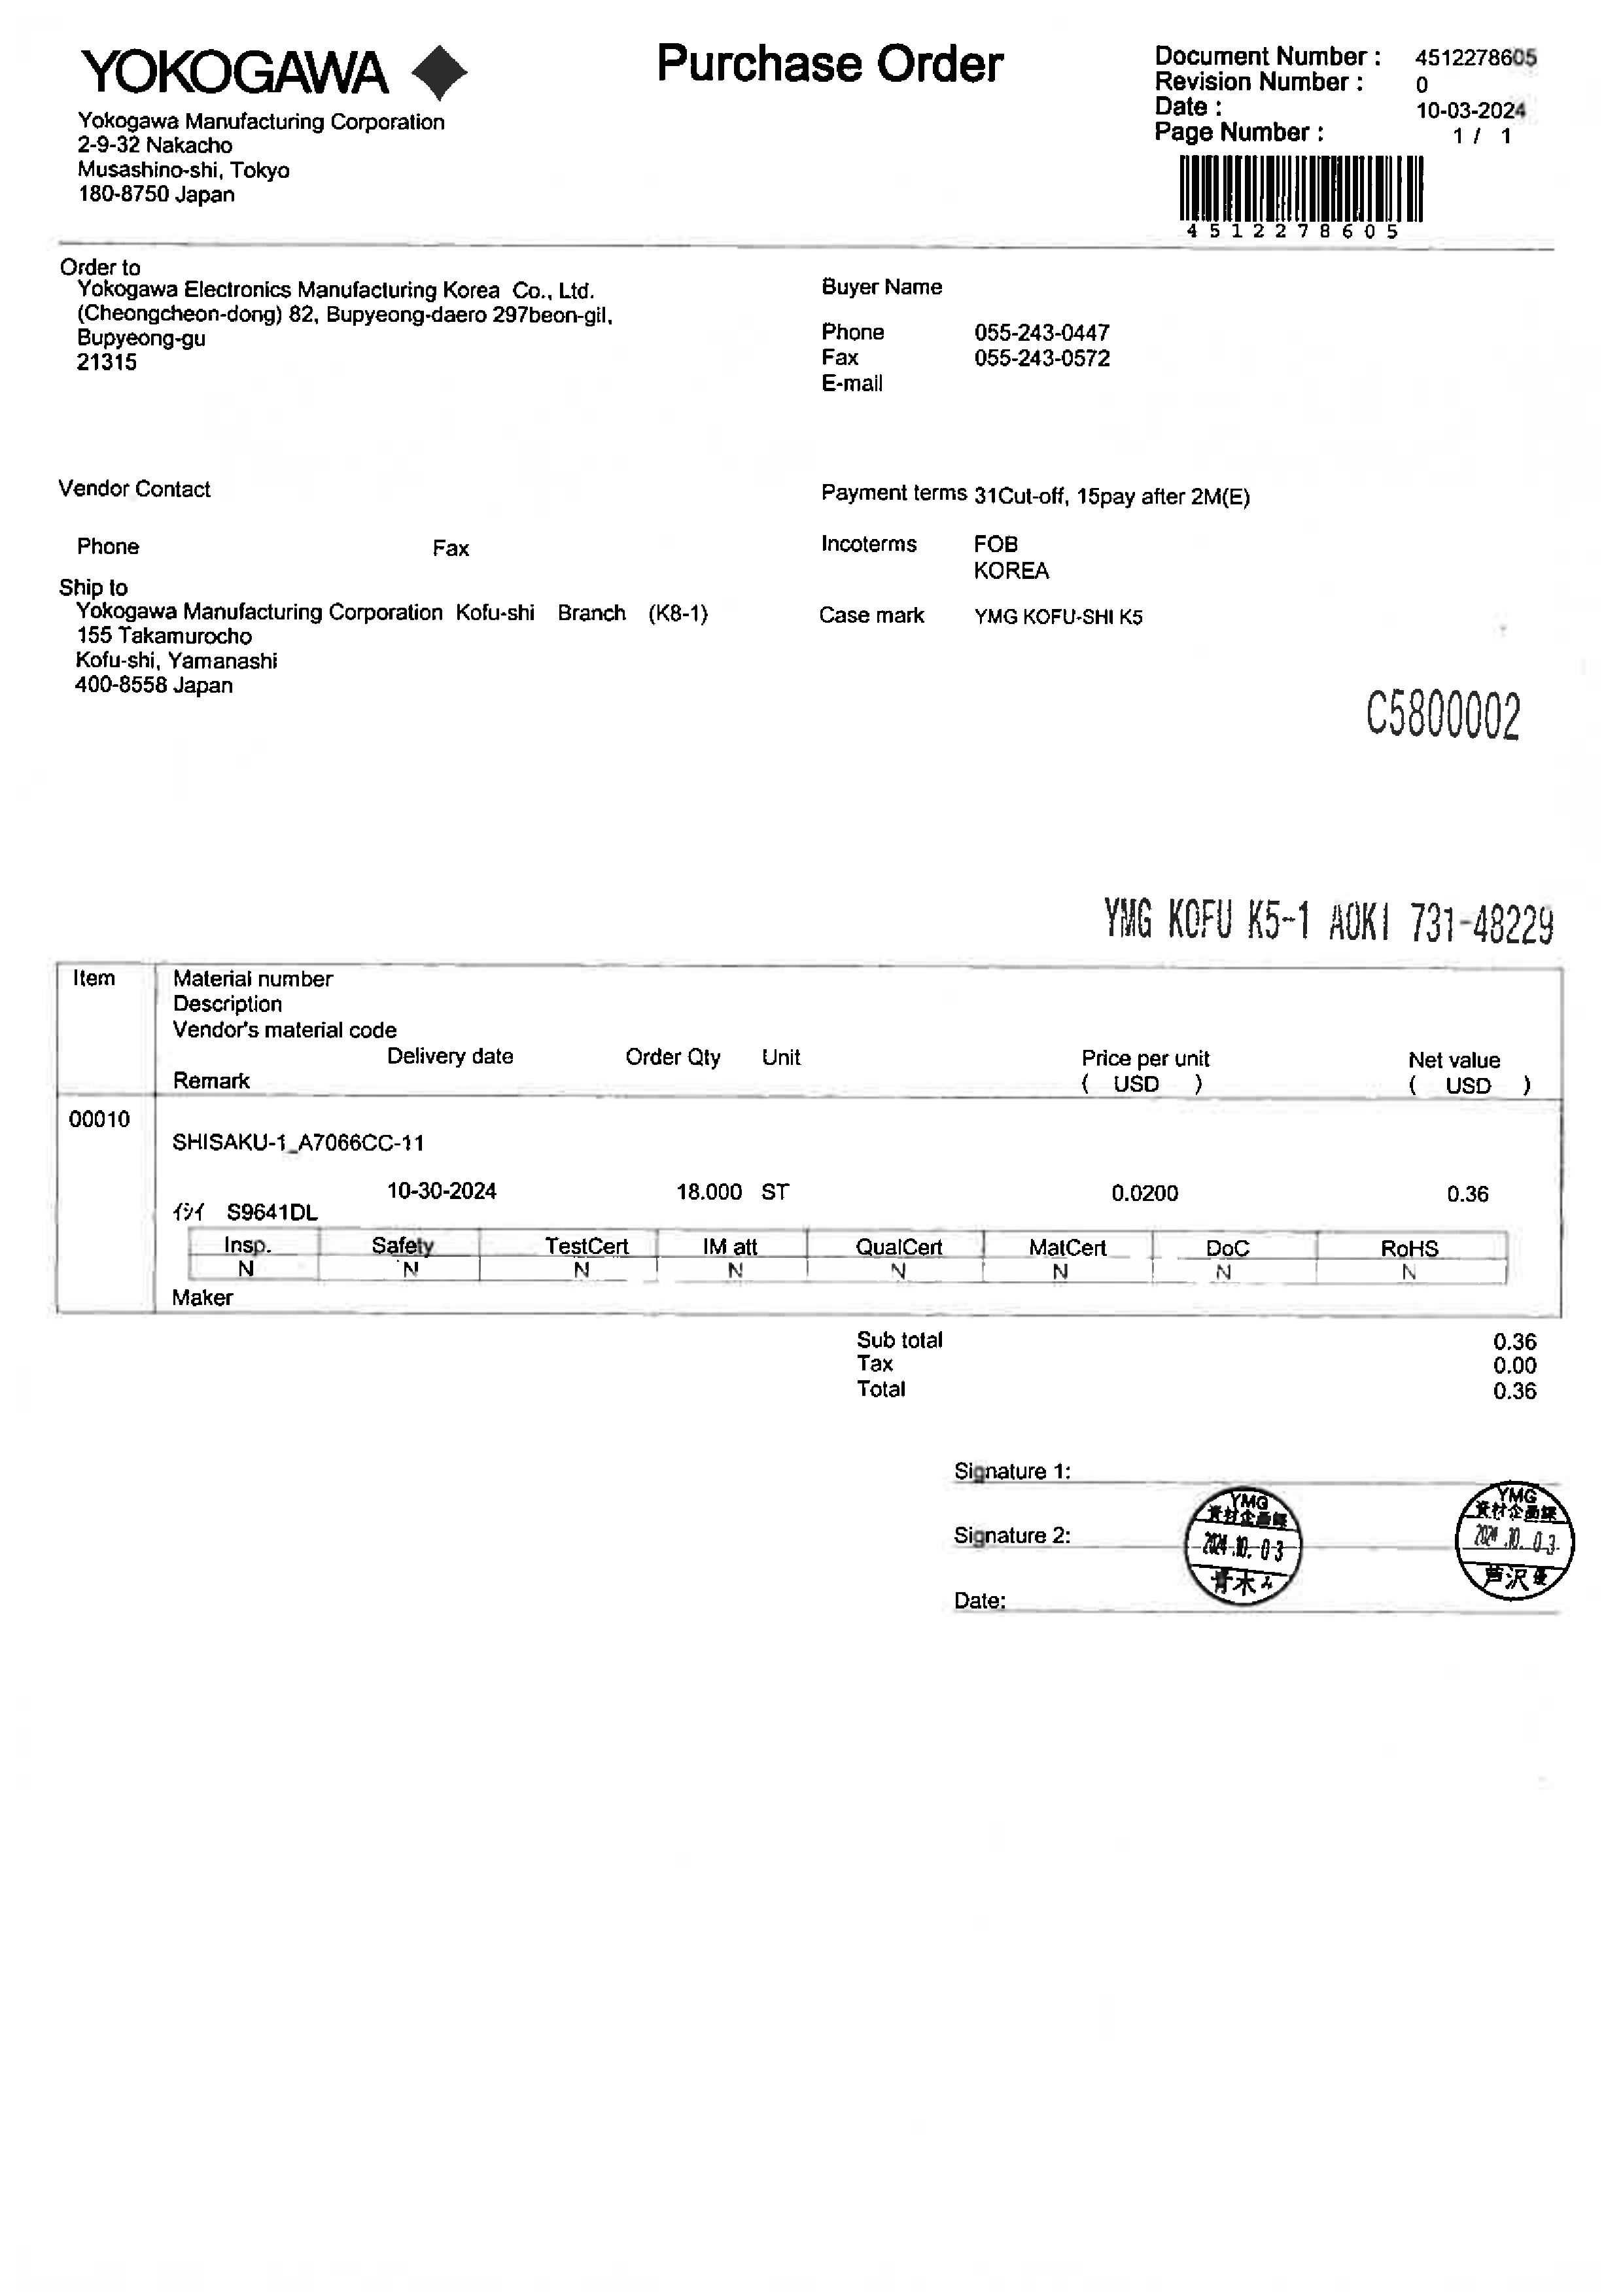 YOKOGAWA
Purchase Order
Document Number : 4512278605
Revision Number : 0
Date : 10-03-2024
Page Number : 1 / 1
4512278605
Yokogawa Manufacturing Corporation
2-9-32 Nakacho
Musashino-shi, Tokyo
180-8750 Japan
Order to
Yokogawa Electronics Manufacturing Korea Co., Ltd.
(Cheongcheon-dong) 82, Bupyeong-daero 297beon-gil,
Bupyeong-gu
21315
Buyer Name
Phone 055-243-0447
Fax 055-243-0572
E-mail
Vendor Contact
Phone Fax
Payment terms 31Cut-off, 15pay after 2M(E)
Incoterms FOB
KOREA
Ship to
Yokogawa Manufacturing Corporation Kofu-shi Branch (K8-1)
155 Takamurocho
Kofu-shi, Yamanashi
400-8558 Japan
Case mark YMG KOFU-SHI K5
C5800002
YMG KOFU K5-1 AOKI 731-48229
Item Material number
Description
Vendor's material code
Delivery date Order Qty Unit Price per unit Net value
Remark ( USD ) ( USD )
00010
SHISAKU-1_A7066CC-11
10-30-2024 18.000 ST 0.0200 0.36
ｲｼｲ S9641DL
Insp. Safety TestCert IM att QualCert MatCert DoC RoHS
N N N N N N N N
Maker
Sub total 0.36
Tax 0.00
Total 0.36
Signature 1:
Signature 2:
Date:
YMG
資材企画課
2024.10.03
青木み
YMG
資材企画課
2024.10.03
芦沢優